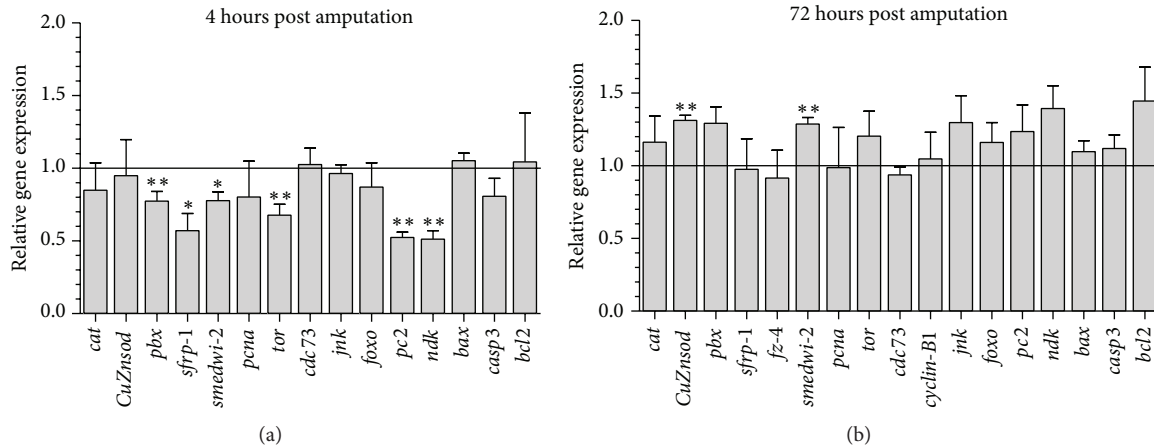 4 hours post amputation
2.0
1.5
1.0
0.5
0.0
Relative gene expression
**
*
*
**
**
**
cat
CuZnsod
pbx
sfrp-1
smedwi-2
pcna
tor
cdc73
jnk
foxo
pc2
ndk
bax
casp3
bcl2
(a)
72 hours post amputation
2.0
1.5
1.0
0.5
0.0
Relative gene expression
**
**
cat
CuZnsod
pbx
sfrp-1
fz-4
smedwi-2
pcna
tor
cdc73
cyclin-B1
jnk
foxo
pc2
ndk
bax
casp3
bcl2
(b)